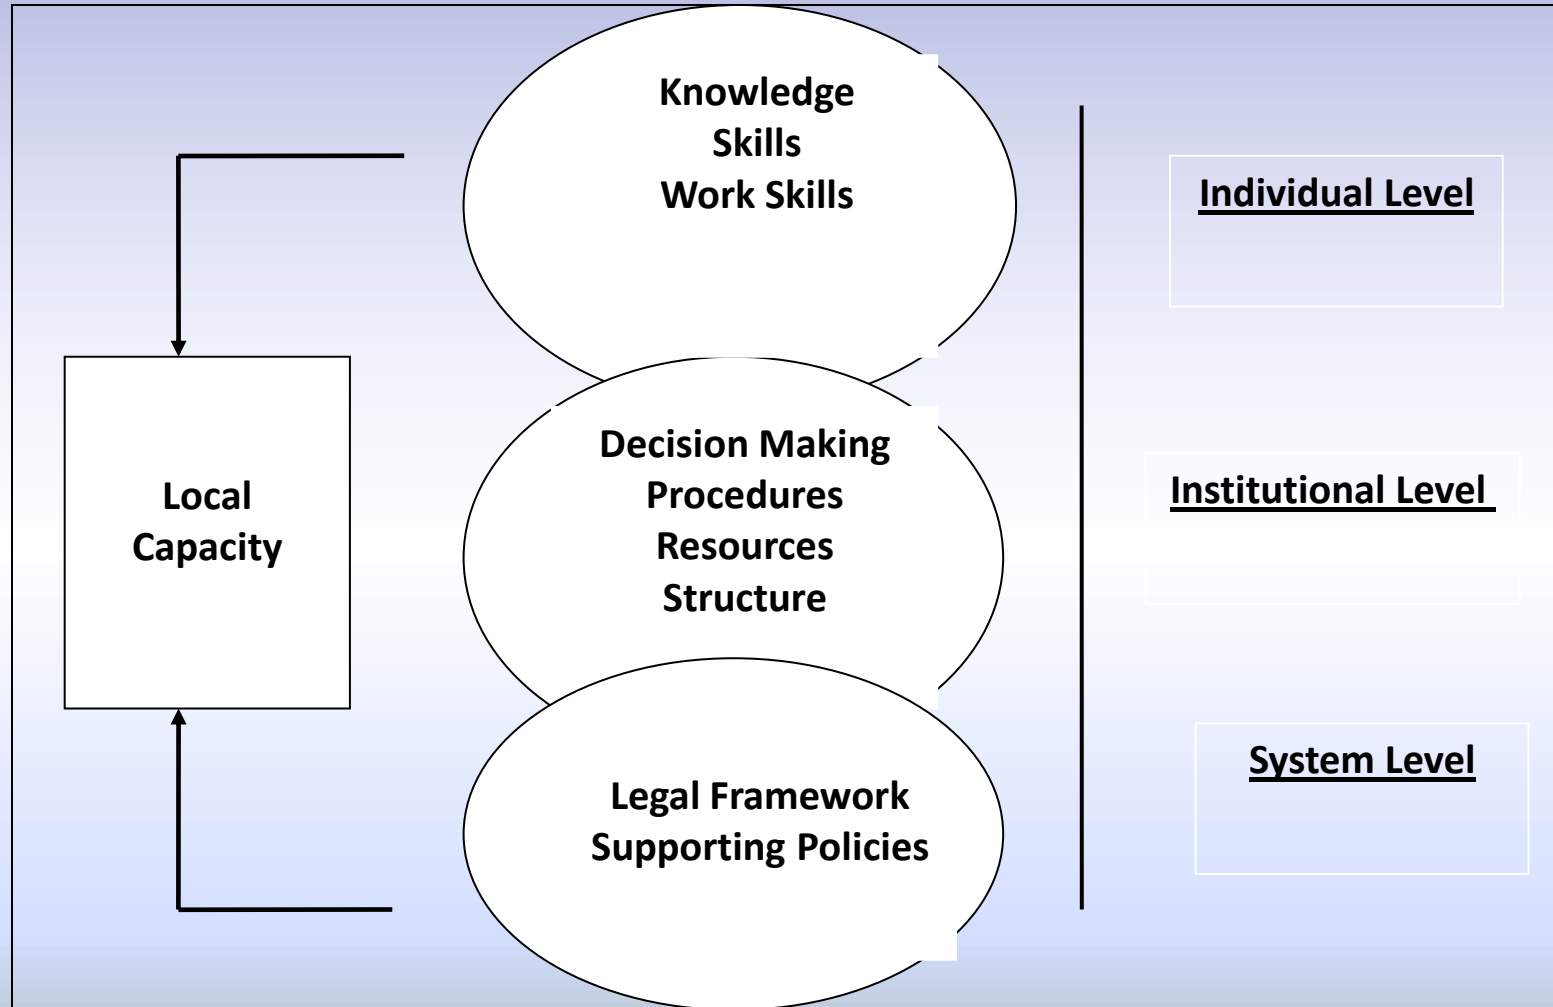 Knowledge
Skills
Work Skills
Individual Level
Local
Capacity
Decision Making
Procedures
Resources
Structure
Institutional Level
Legal Framework
Supporting Policies
System Level